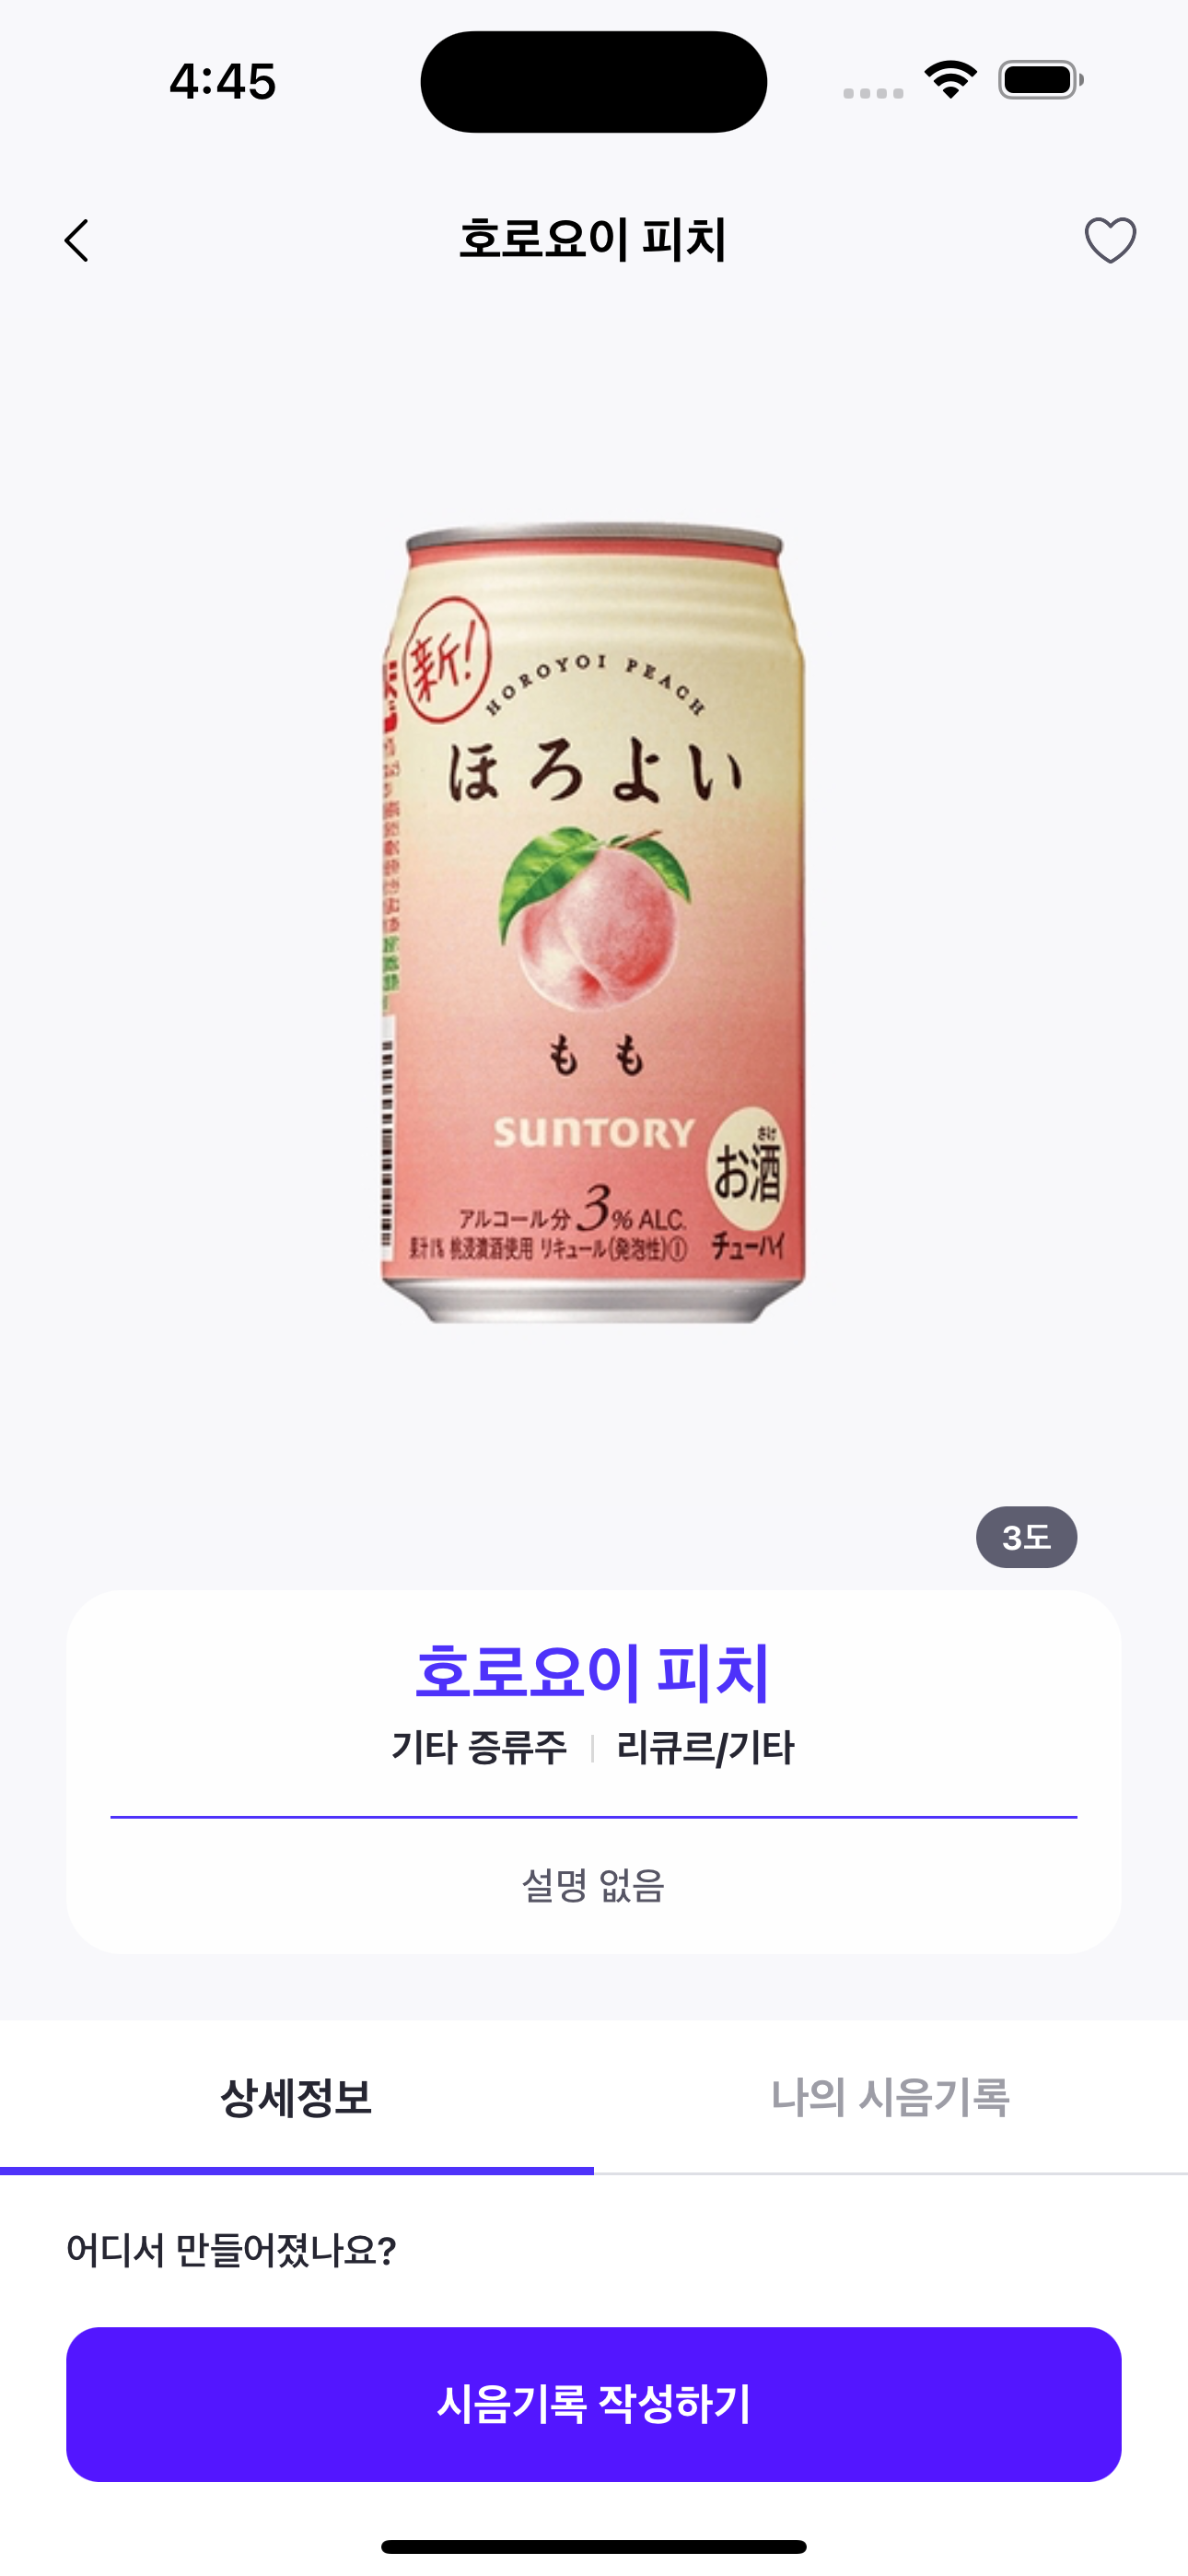 4:45
호로요이 피치
新!
HOROYOI PEACH
ほろよい
もも
SUNTORY
さけ
お酒
アルコール分3% ALC.
果汁1% 桃浸漬酒使用 リキュール(発泡性)①
チューハイ
3도
호로요이 피치
기타 증류주 | 리큐르/기타
설명 없음
상세정보
나의 시음기록
어디서 만들어졌나요?
시음기록 작성하기